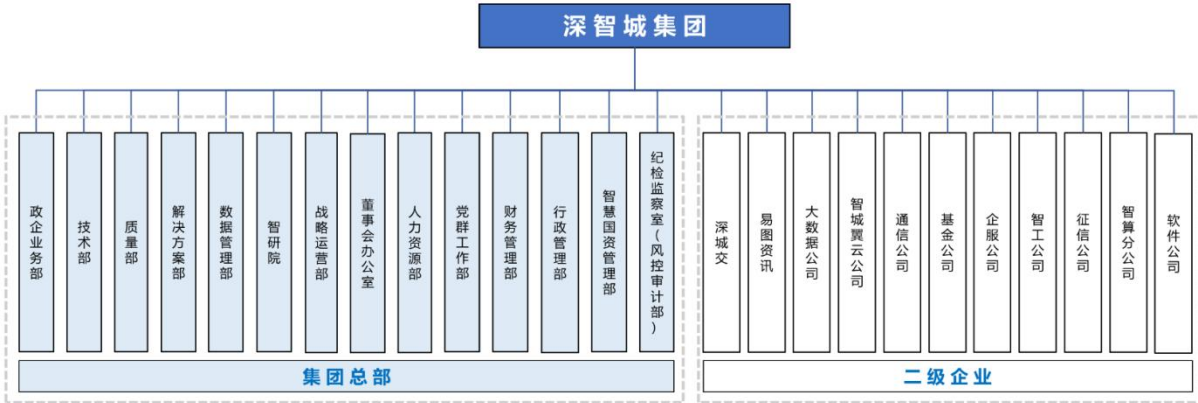 深智城集团
政企业务部
技术部
质量部
解决方案部
数据管理部
智研院
战略运营部
董事会办公室
人力资源部
党群工作部
财务管理部
行政管理部
智慧国资管理部
纪检监察室(风控审计部)
集团总部
深城交
易图资讯
大数据公司
智城翼云公司
通信公司
基金公司
企服公司
智工公司
征信公司
智算分公司
软件公司
二级企业